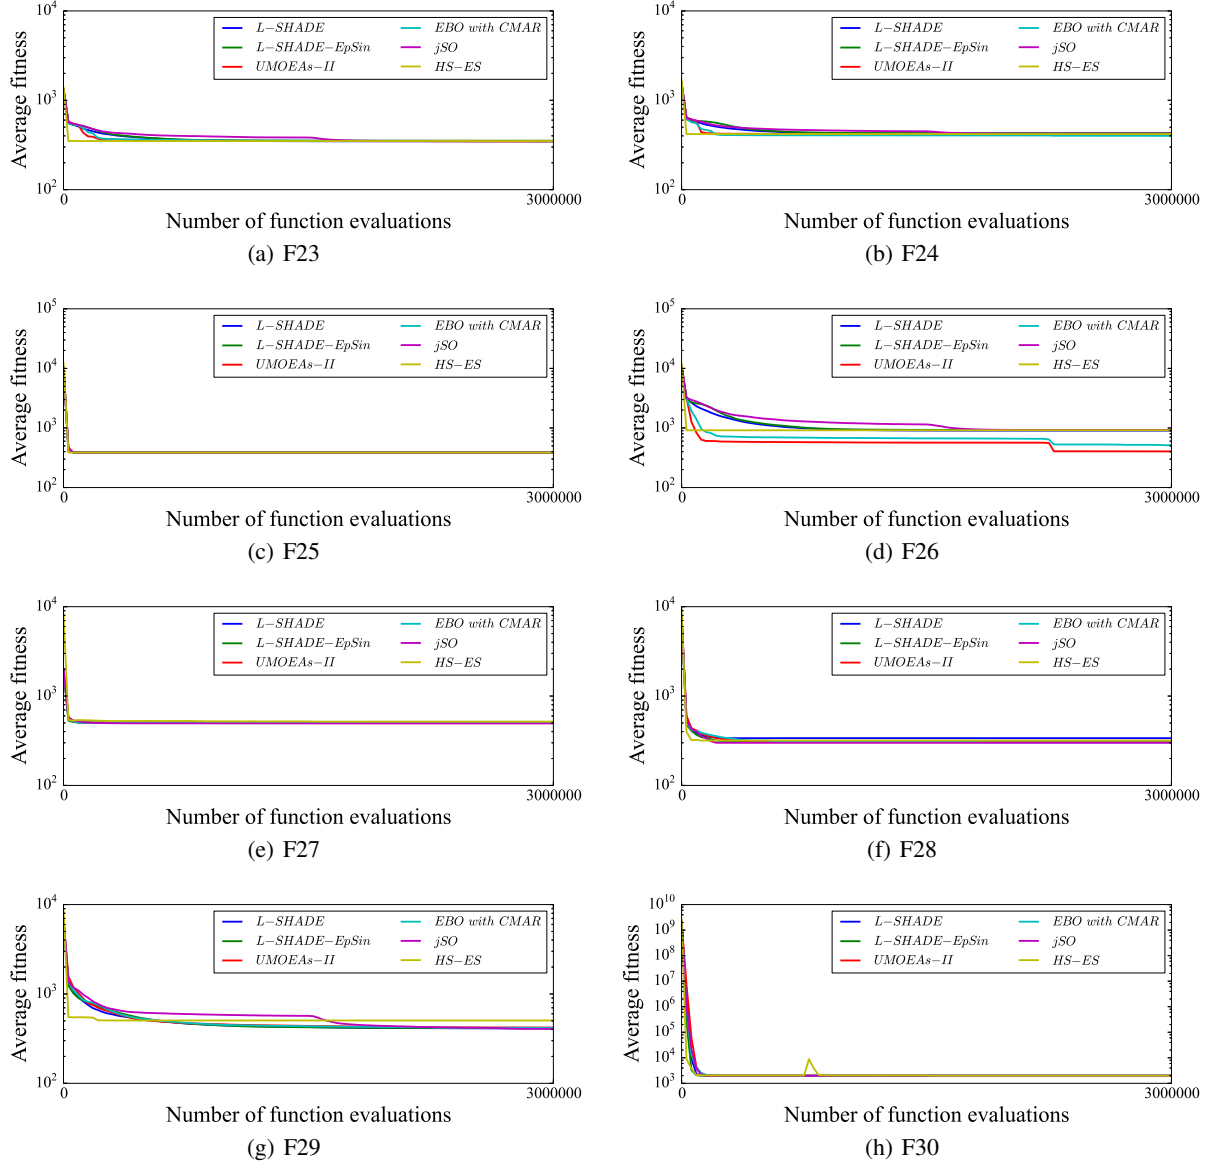 10^4
10^3
10^2
Average fitness
L−SHADE EBO with CMAR
L−SHADE−EpSin jSO
UMOEAs−II HS−ES
0 3000000
Number of function evaluations
(a) F23
10^4
10^3
10^2
Average fitness
L−SHADE EBO with CMAR
L−SHADE−EpSin jSO
UMOEAs−II HS−ES
0 3000000
Number of function evaluations
(b) F24
10^5
10^4
10^3
10^2
Average fitness
L−SHADE EBO with CMAR
L−SHADE−EpSin jSO
UMOEAs−II HS−ES
0 3000000
Number of function evaluations
(c) F25
10^5
10^4
10^3
10^2
Average fitness
L−SHADE EBO with CMAR
L−SHADE−EpSin jSO
UMOEAs−II HS−ES
0 3000000
Number of function evaluations
(d) F26
10^4
10^3
10^2
Average fitness
L−SHADE EBO with CMAR
L−SHADE−EpSin jSO
UMOEAs−II HS−ES
0 3000000
Number of function evaluations
(e) F27
10^4
10^3
10^2
Average fitness
L−SHADE EBO with CMAR
L−SHADE−EpSin jSO
UMOEAs−II HS−ES
0 3000000
Number of function evaluations
(f) F28
10^4
10^3
10^2
Average fitness
L−SHADE EBO with CMAR
L−SHADE−EpSin jSO
UMOEAs−II HS−ES
0 3000000
Number of function evaluations
(g) F29
10^10
10^9
10^8
10^7
10^6
10^5
10^4
10^3
Average fitness
L−SHADE EBO with CMAR
L−SHADE−EpSin jSO
UMOEAs−II HS−ES
0 3000000
Number of function evaluations
(h) F30